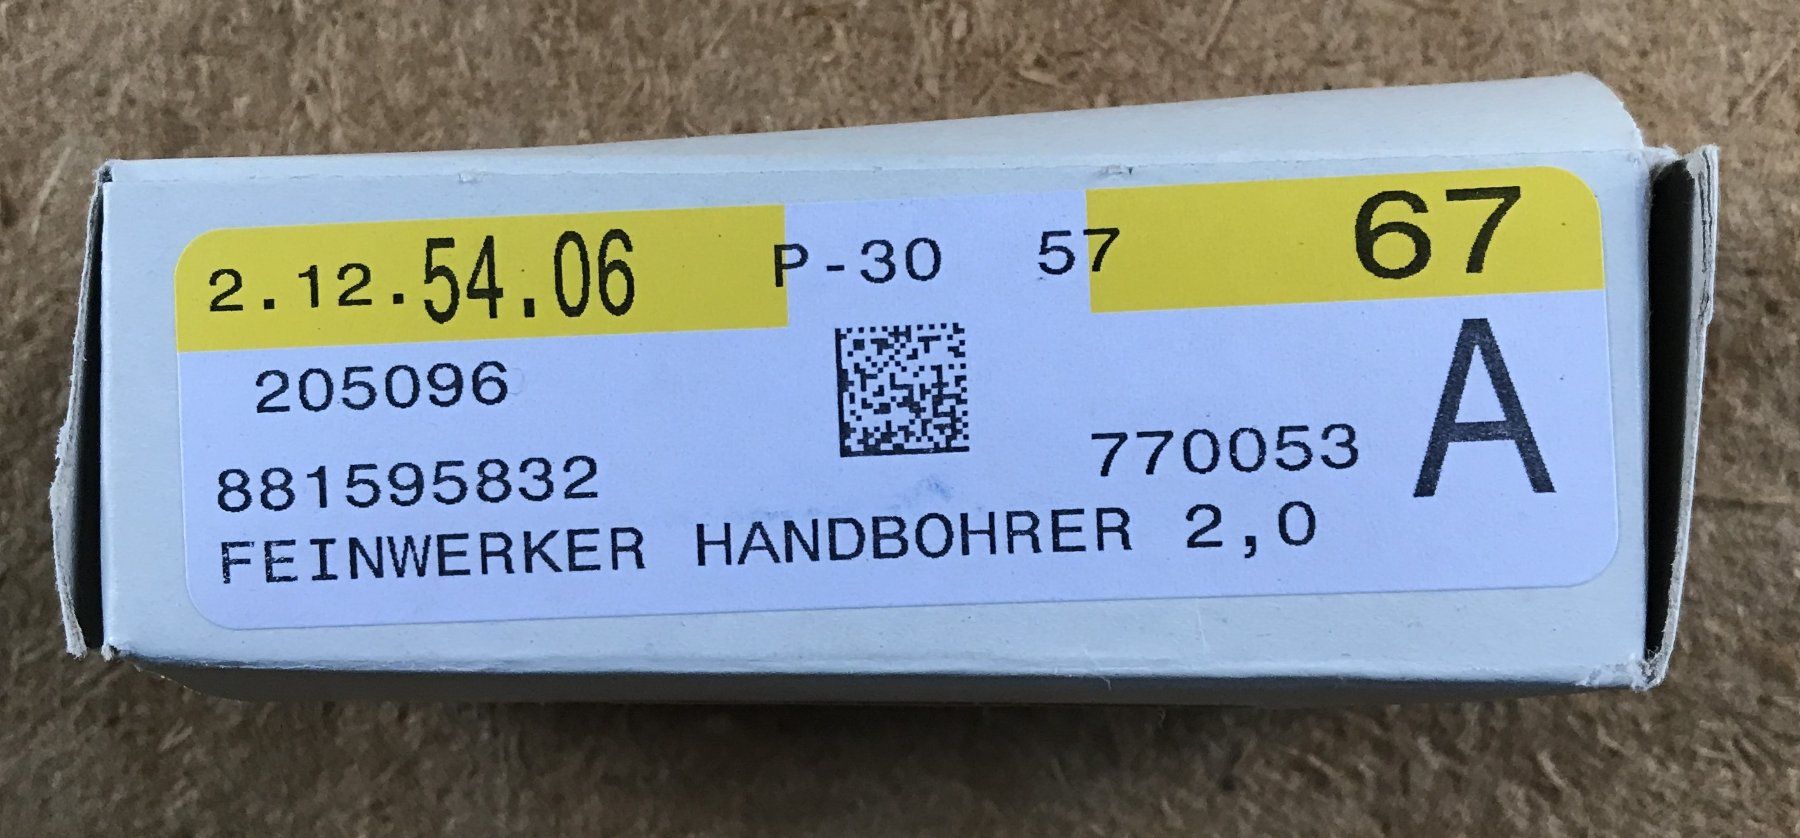 2.12.54.06 P-30 57 67
205096
A
881595832 770053
FEINWERKER HANDBOHRER 2,0